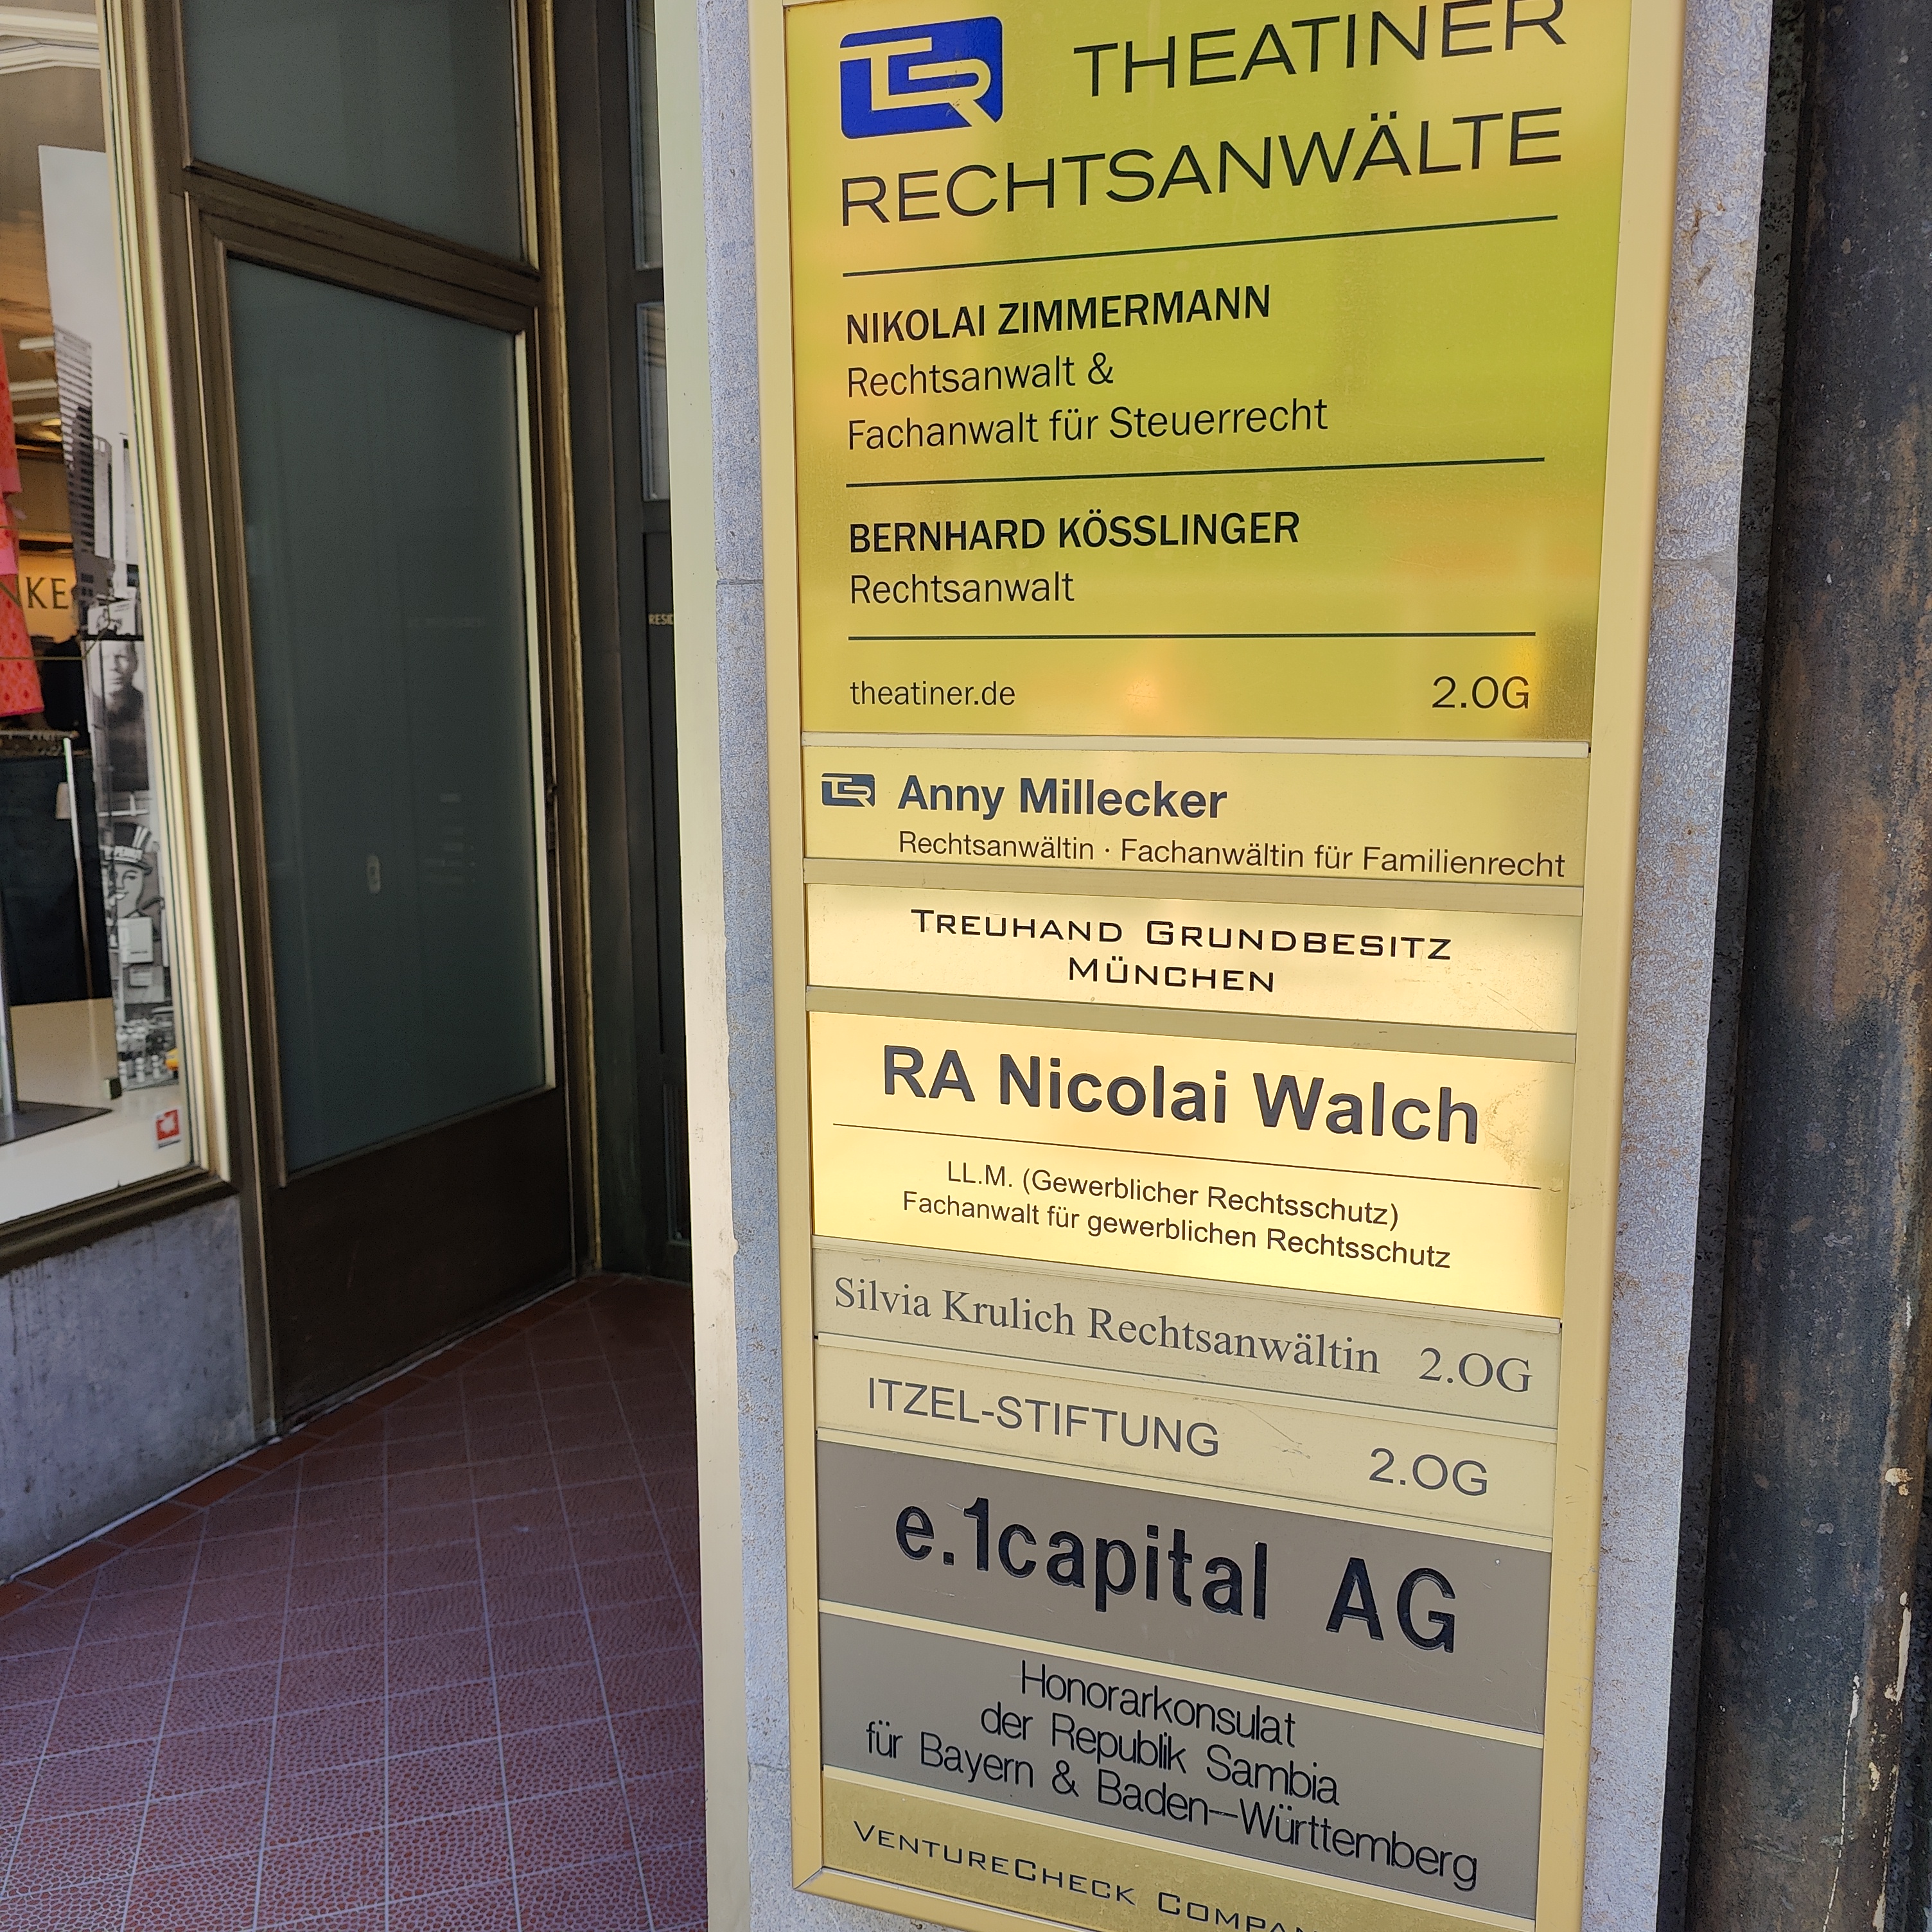 TR THEATINER
RECHTSANWÄLTE
NIKOLAI ZIMMERMANN
Rechtsanwalt &
Fachanwalt für Steuerrecht
BERNHARD KÖSSLINGER
Rechtsanwalt
theatiner.de 2.OG
TR Anny Millecker
Rechtsanwältin · Fachanwältin für Familienrecht
TREUHAND GRUNDBESITZ
MÜNCHEN
RA Nicolai Walch
LL.M. (Gewerblicher Rechtsschutz)
Fachanwalt für gewerblichen Rechtsschutz
Silvia Krulich Rechtsanwältin 2.OG
ITZEL-STIFTUNG 2.OG
e.1capital AG
Honorarkonsulat
der Republik Sambia
für Bayern & Baden-Württemberg
VENTURECHECK